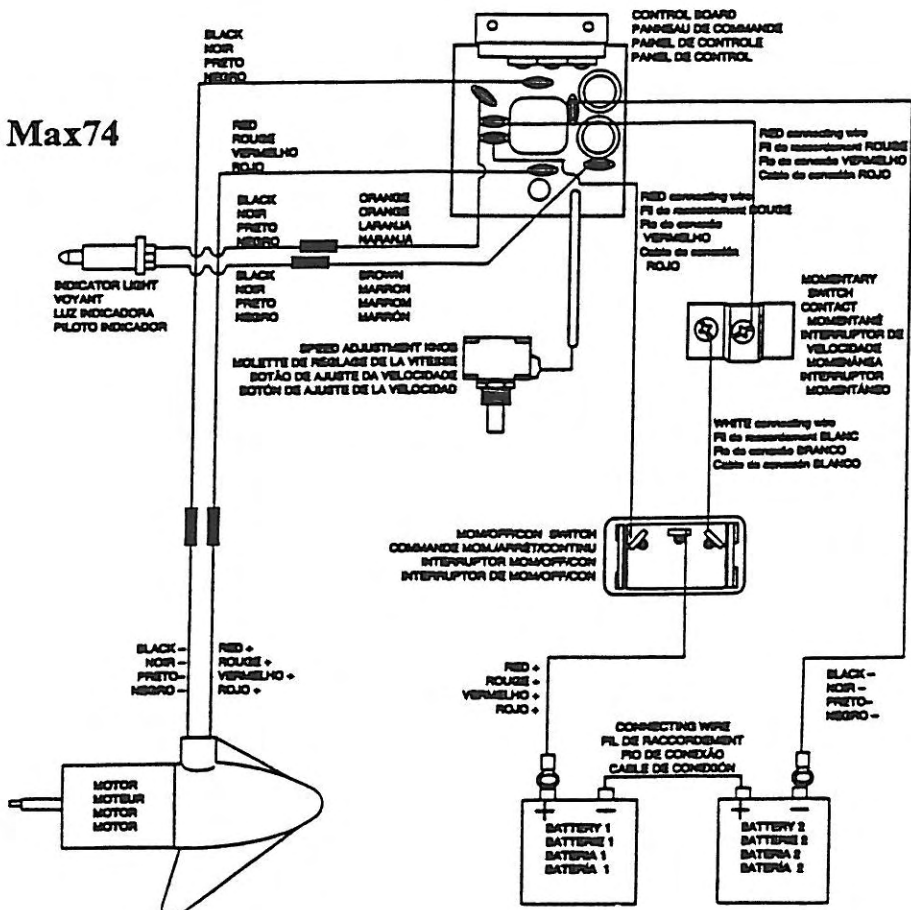 BLACK
NOIR
PRETO
NEGRO
CONTROL BOARD
PANNEAU DE COMMANDE
PAINEL DE CONTROLE
PANEL DE CONTROL
Max74
RED
ROUGE
VERMELHO
ROJO
RED connecting wire
Fil de raccordement ROUGE
Fio de conexão VERMELHO
Cable de conexión ROJO
BLACK
NOIR
PRETO
NEGRO
ORANGE
ORANGE
LARANJA
NARANJA
RED connecting wire
Fil de raccordement ROUGE
Fio de conexão
VERMELHO
Cable de conexión
ROJO
BLACK
NOIR
PRETO
NEGRO
BROWN
MARRON
MARROM
MARRÓN
INDICATOR LIGHT
VOYANT
LUZ INDICADORA
PILOTO INDICADOR
MOMENTARY
SWITCH
CONTACT
MOMENTANÉ
INTERRUPTOR DE
VELOCIDADE
MOMENÂNEA
INTERRUPTOR
MOMENTÁNEO
SPEED ADJUSTMENT KNOB
MOLETTE DE RÉGLAGE DE LA VITESSE
BOTÃO DE AJUSTE DA VELOCIDADE
BOTÓN DE AJUSTE DE LA VELOCIDAD
WHITE connecting wire
Fil de raccordement BLANC
Fio de conexão BRANCO
Cable de conexión BLANCO
MOM/OFF/CON SWITCH
COMMANDE MOM./ARRÊT/CONTINU
INTERRUPTOR MOM/OFF/CON
INTERRUPTOR DE MOM/OFF/CON
BLACK –
NOIR –
PRETO–
NEGRO –
RED +
ROUGE +
VERMELHO +
ROJO +
RED +
ROUGE +
VERMELHO +
ROJO +
BLACK –
NOIR –
PRETO–
NEGRO –
CONNECTING WIRE
FIL DE RACCORDEMENT
FIO DE CONEXÃO
CABLE DE CONEXIÓN
MOTOR
MOTEUR
MOTOR
MOTOR
+ –
BATTERY 1
BATTERIE 1
BATERIA 1
BATERÍA 1
+ –
BATTERY 2
BATTERIE 2
BATERIA 2
BATERÍA 2